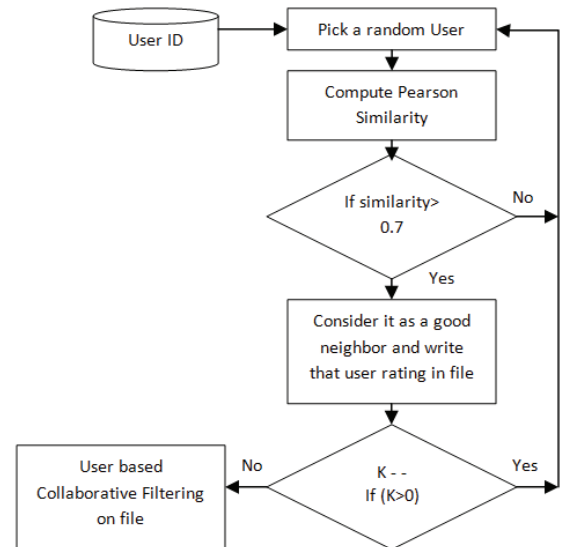 User ID
Pick a random User
Compute Pearson
Similarity
If similarity>
0.7
No
Yes
Consider it as a good
neighbor and write
that user rating in file
K - -
If (K>0)
No
Yes
User based
Collaborative Filtering
on file